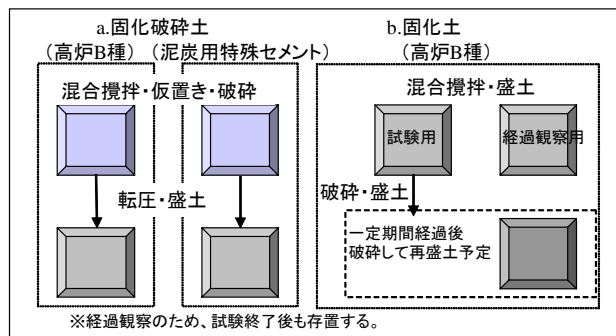 a.固化破砕土
（高炉B種）（泥炭用特殊セメント）
混合攪拌・仮置き・破砕
転圧・盛土
b.固化土
（高炉B種）
混合攪拌・盛土
試験用
経過観察用
破砕・盛土
一定期間経過後
破砕して再盛土予定
※経過観察のため、試験終了後も存置する。